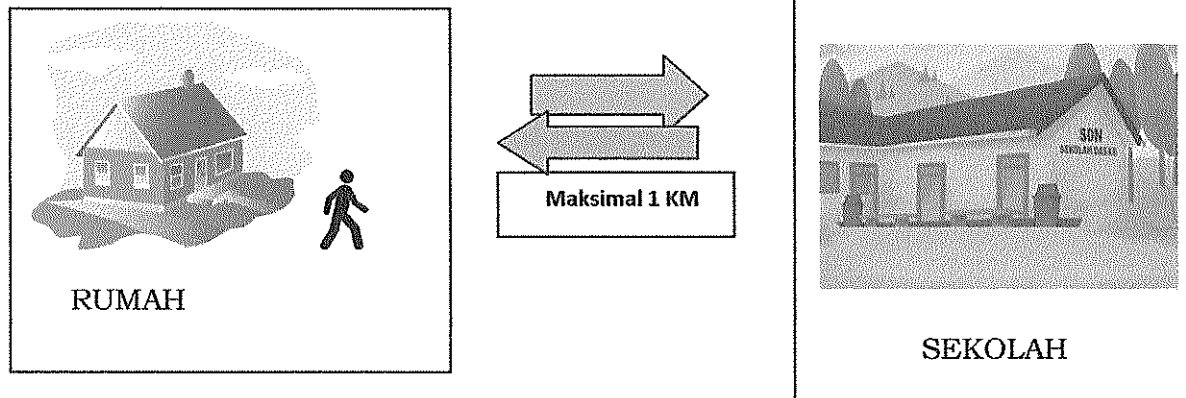 SDN
SEKOLAH DASAR
Maksimal 1 KM
RUMAH
SEKOLAH